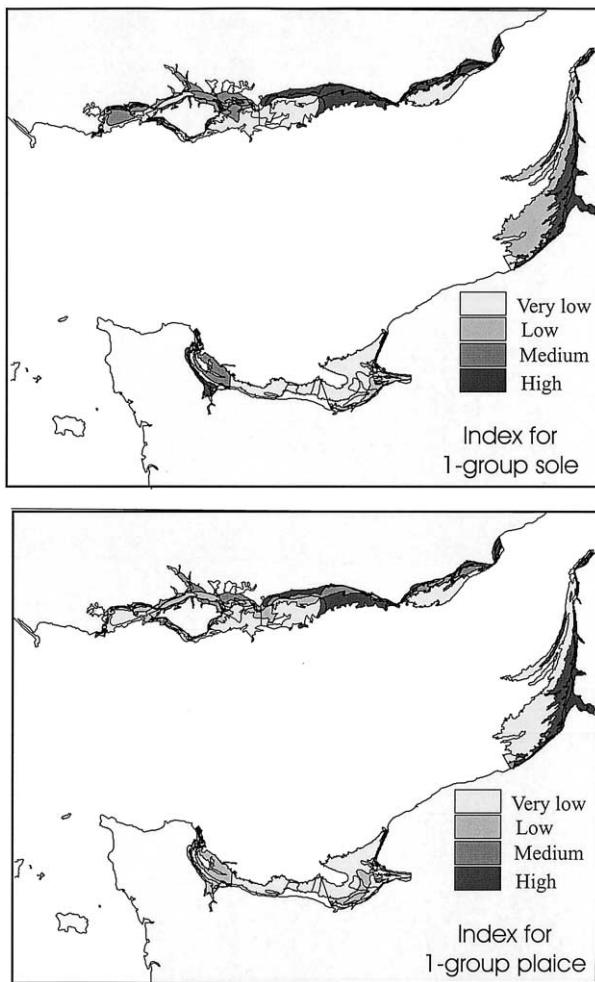 Very low
Low
Medium
High
Index for
1-group sole
Very low
Low
Medium
High
Index for
1-group plaice